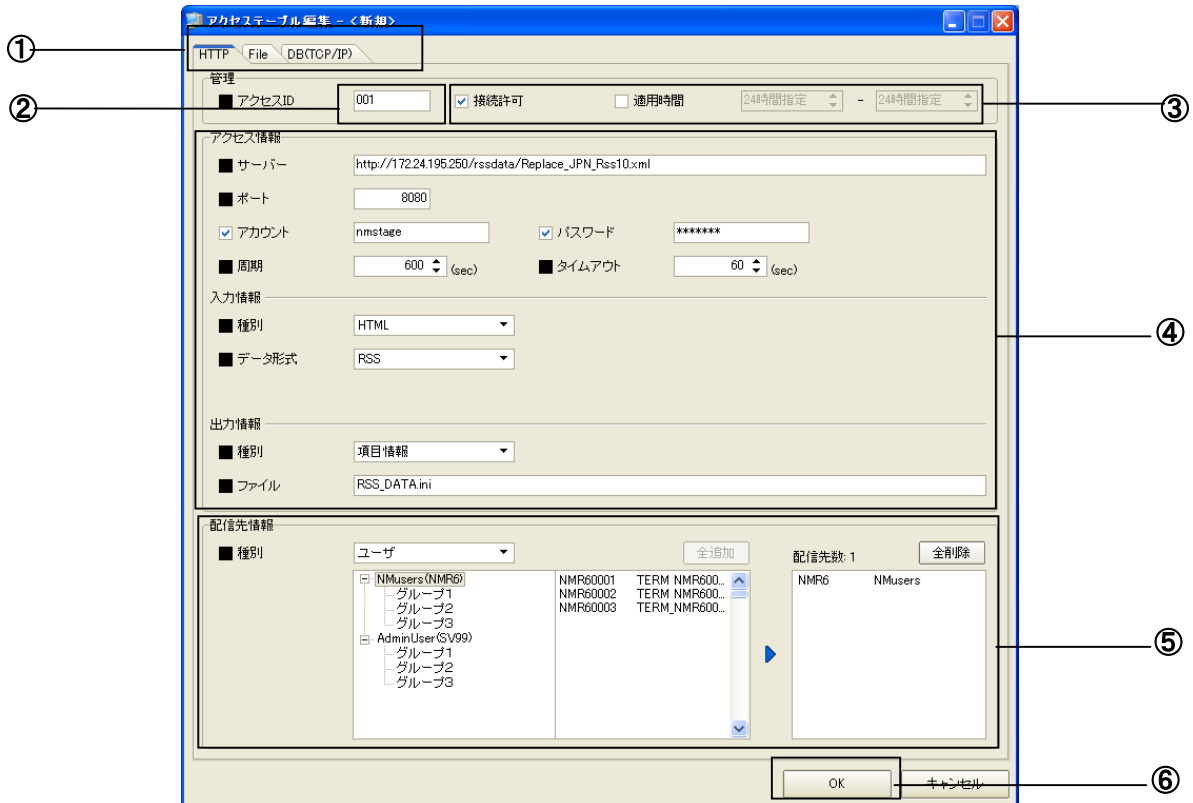 アクセステーブル編集 - <新規>
① HTTP File DB(TCP/IP)
管理
② アクセスID 001 接続許可 適用時間 24時間指定 - 24時間指定 ③
アクセス情報
サーバー http://172.24.195.250/rssdata/Replace_JPN_Rss10.xml
ポート 8080
アカウント nmstage パスワード *******
周期 600 (sec) タイムアウト 60 (sec)
入力情報
種別 HTML ④
データ形式 RSS
出力情報
種別 項目情報
ファイル RSS_DATA.ini
配信先情報
種別 ユーザ 全追加 配信先数: 1 全削除
NMusers(NMR6) NMR60001 TERM NMR600... NMR6 NMusers
グループ1 NMR60002 TERM NMR600...
グループ2 NMR60003 TERM_NMR600...
グループ3
AdminUser(SV99)
グループ1 ⑤
グループ2
グループ3
OK キャンセル ⑥